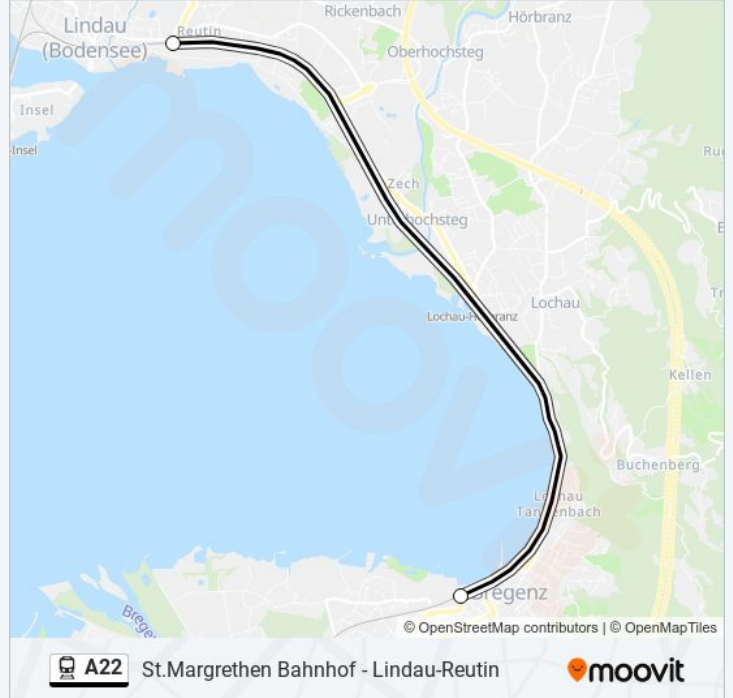 Rickenbach
Hörbranz
Lindau
(Bodensee)
Reutin
Oberhochsteg
Insel
-Insel
Zech
Unterhochsteg
Lochau-Hörbranz
Lochau
Kellen
Buchenberg
Lochau
Tannenbach
Bregenz
moov
© OpenStreetMap contributors | © OpenMapTiles
A22 St.Margrethen Bahnhof - Lindau-Reutin
moovit